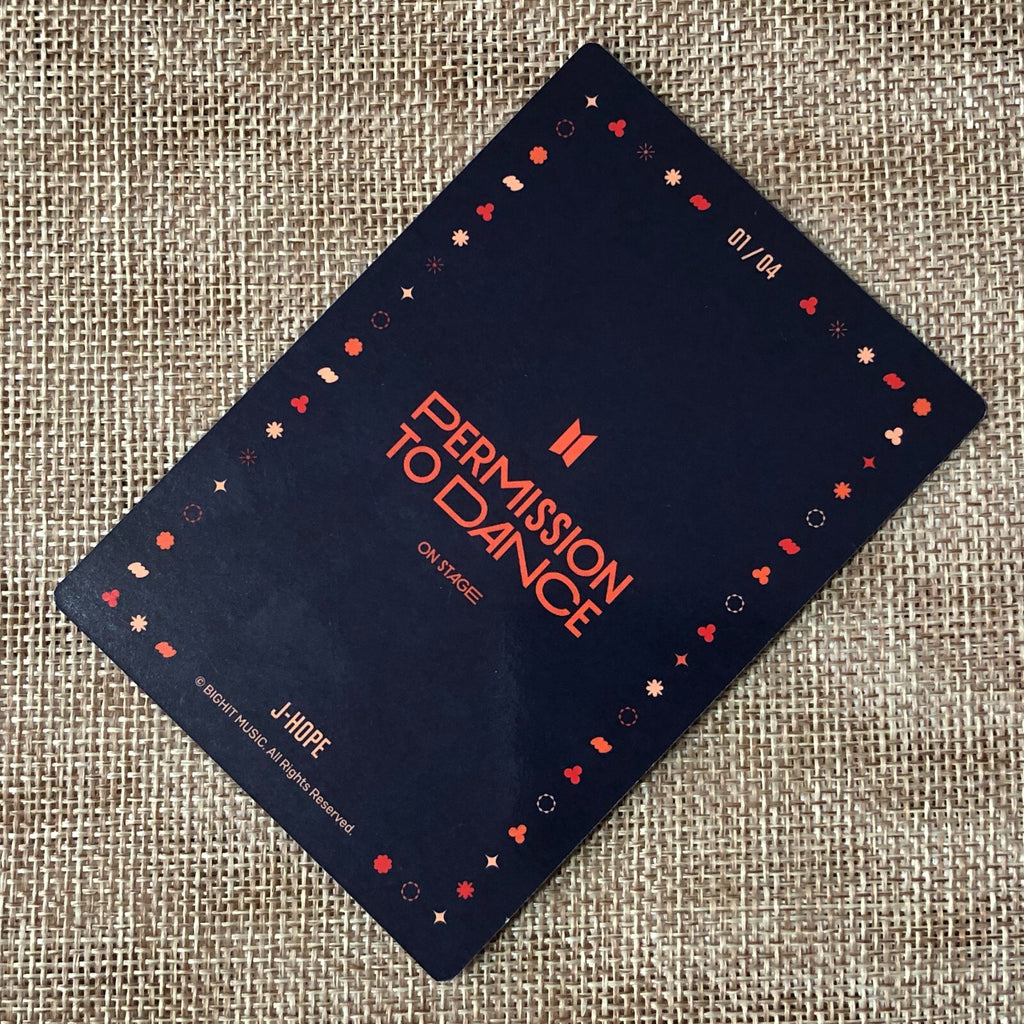 01/04
PERMISSION
TO DANCE
ON STAGE
J-HOPE
© BIGHIT MUSIC. All Rights Reserved.